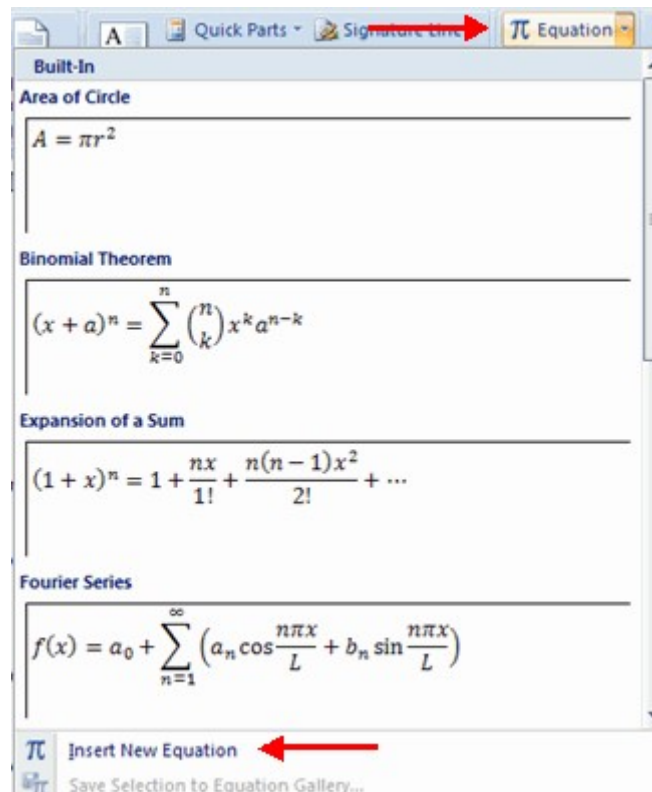 A Quick Parts Signature Line π Equation
Built-In
Area of Circle
A = πr²
Binomial Theorem
(x + a)ⁿ = ∑ₖ₌₀ⁿ (n k) xᵏaⁿ⁻ᵏ
Expansion of a Sum
(1 + x)ⁿ = 1 + nx/1! + n(n − 1)x²/2! + ⋯
Fourier Series
f(x) = a₀ + ∑ₙ₌₁^∞ (aₙ cos nπx/L + bₙ sin nπx/L)
π Insert New Equation
Save Selection to Equation Gallery...